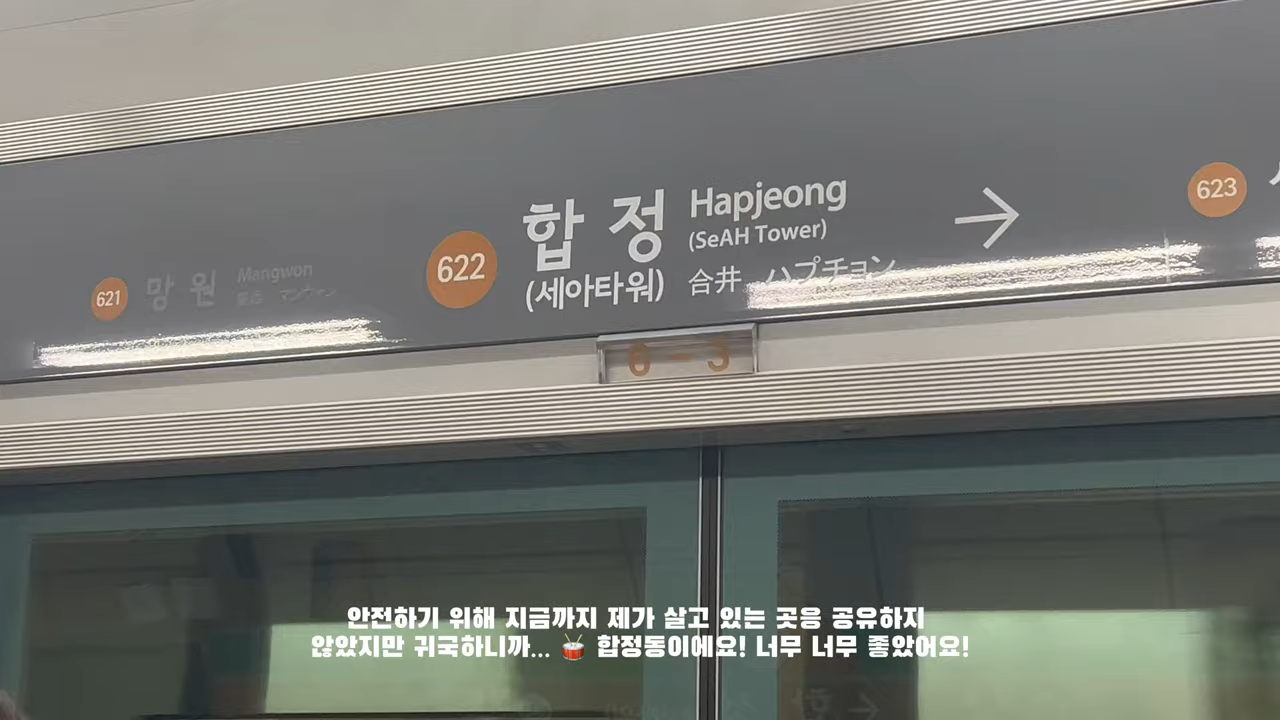 621
망원 Mangwon
622
합정 Hapjeong
(세아타워) (SeAH Tower)
合井 ハプチョン
→
623
6-3
안전하기 위해 지금까지 제가 살고 있는 곳응 공유하지
않았지만 귀국하니까... 🥁 합정동이에요! 너무 너무 좋았어요!